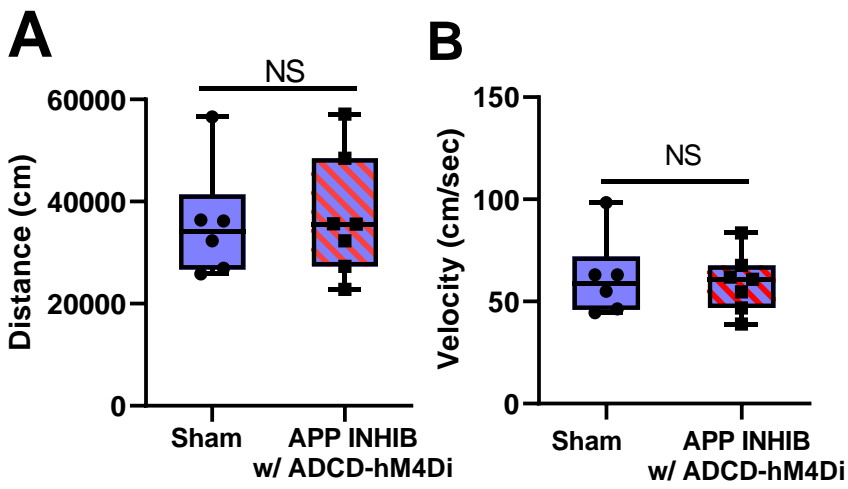 A
NS
60000
40000
20000
0
Distance (cm)
Sham
APP INHIB
w/ ADCD-hM4Di
B
NS
150
100
50
0
Velocity (cm/sec)
Sham
APP INHIB
w/ ADCD-hM4Di